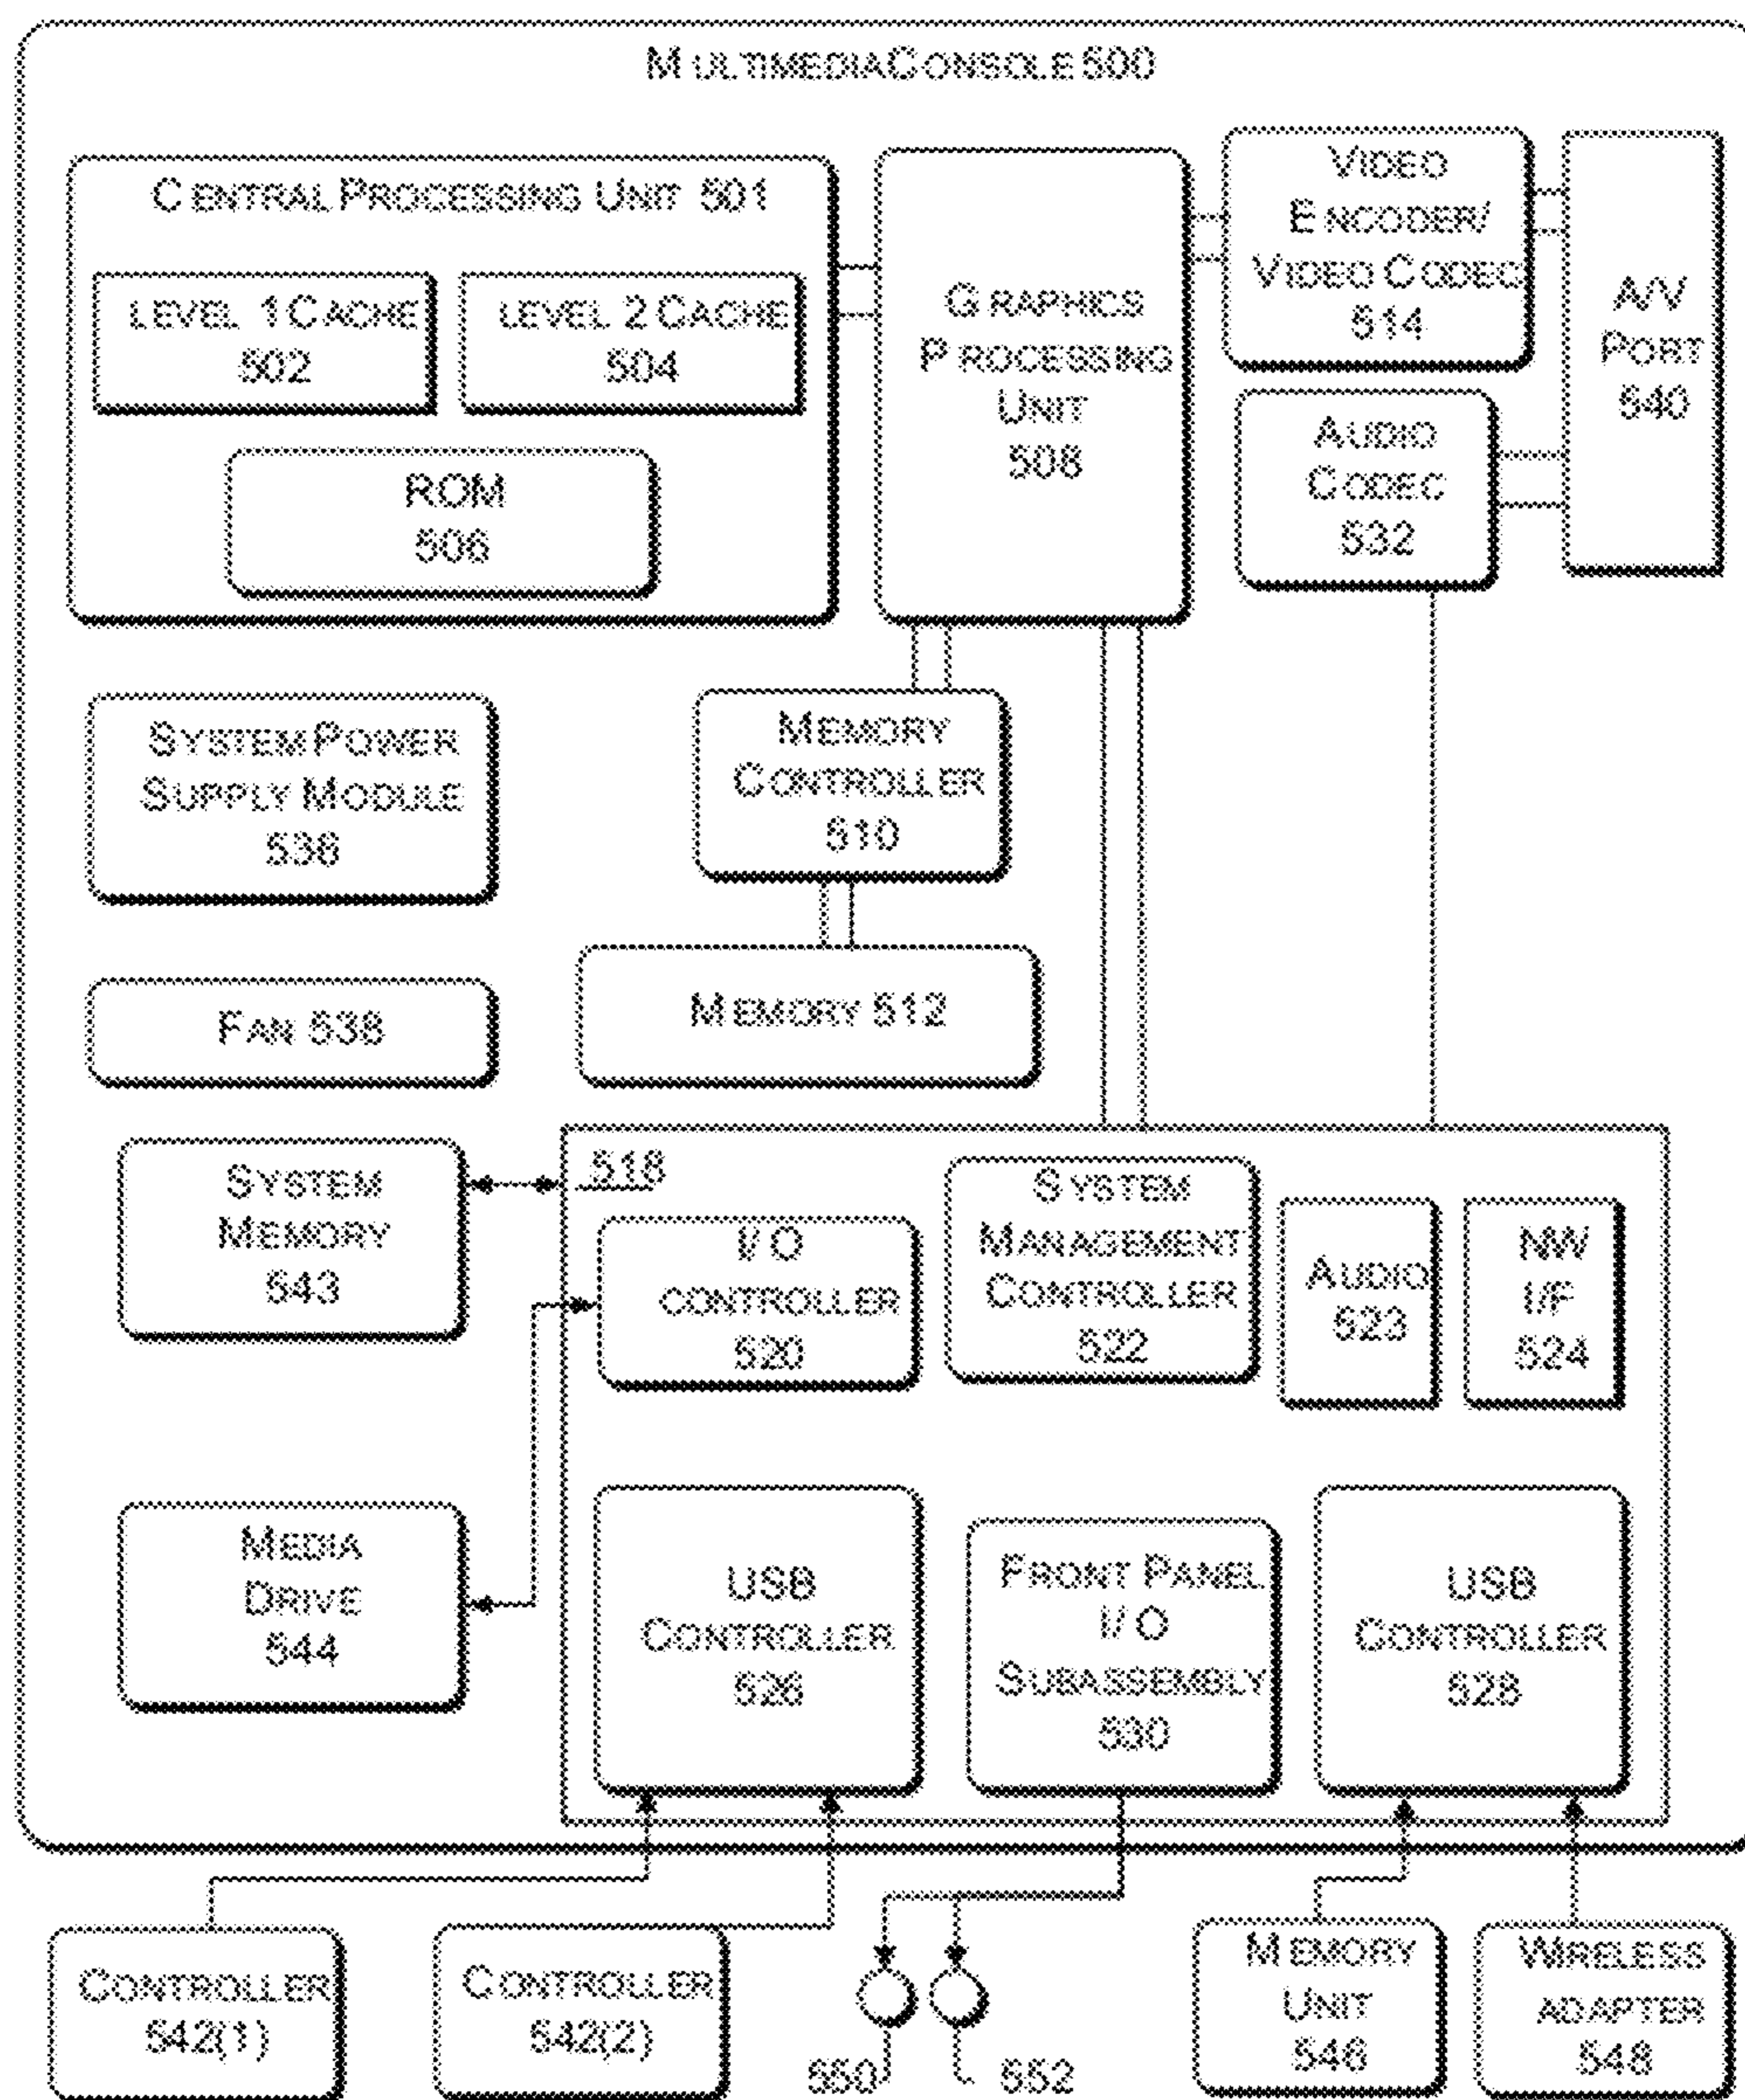 MULTIMEDIA CONSOLE 500
CENTRAL PROCESSING UNIT 501
LEVEL 1 CACHE
502
LEVEL 2 CACHE
504
ROM
506
GRAPHICS
PROCESSING
UNIT
508
VIDEO
ENCODER/
VIDEO CODEC
514
A/V
PORT
540
AUDIO
CODEC
532
SYSTEM POWER
SUPPLY MODULE
536
MEMORY
CONTROLLER
510
FAN 538
MEMORY 512
SYSTEM
MEMORY
543
518
I/O
CONTROLLER
520
SYSTEM
MANAGEMENT
CONTROLLER
522
AUDIO
523
NW
I/F
524
MEDIA
DRIVE
544
USB
CONTROLLER
526
FRONT PANEL
I/O
SUBASSEMBLY
530
USB
CONTROLLER
528
CONTROLLER
542(1)
CONTROLLER
542(2)
550
552
MEMORY
UNIT
546
WIRELESS
ADAPTER
548